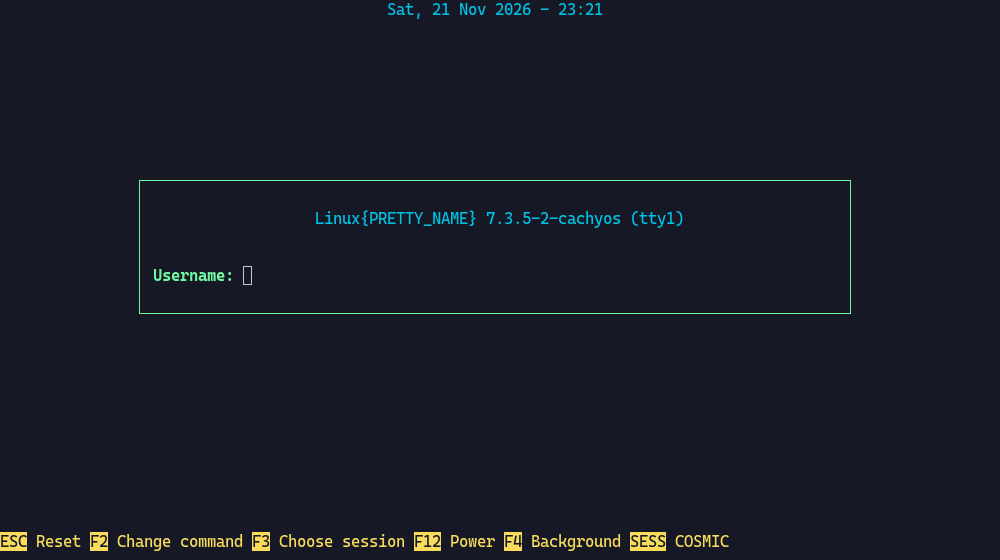 Sat, 21 Nov 2026 - 23:21
Linux{PRETTY_NAME} 7.3.5-2-cachyos (tty1)
Username:
ESC Reset F2 Change command F3 Choose session F12 Power F4 Background SESS COSMIC